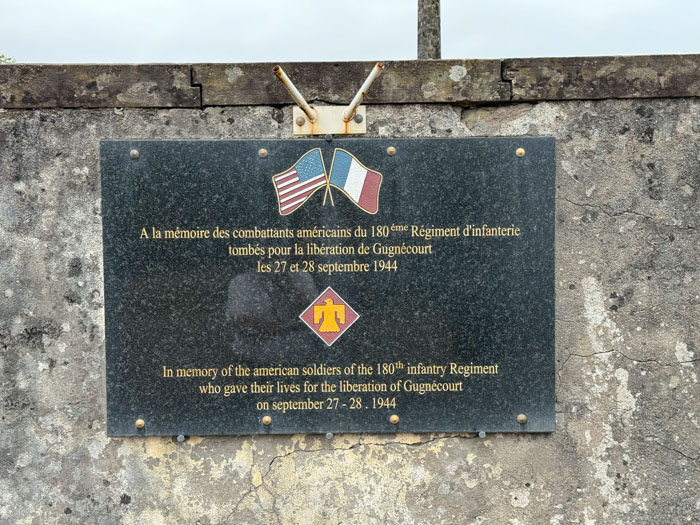 A la mémoire des combattants américains du 180ème Régiment d'infanterie
tombés pour la libération de Gugnécourt
les 27 et 28 septembre 1944
In memory of the american soldiers of the 180th infantry Regiment
who gave their lives for the liberation of Gugnécourt
on september 27 - 28 . 1944